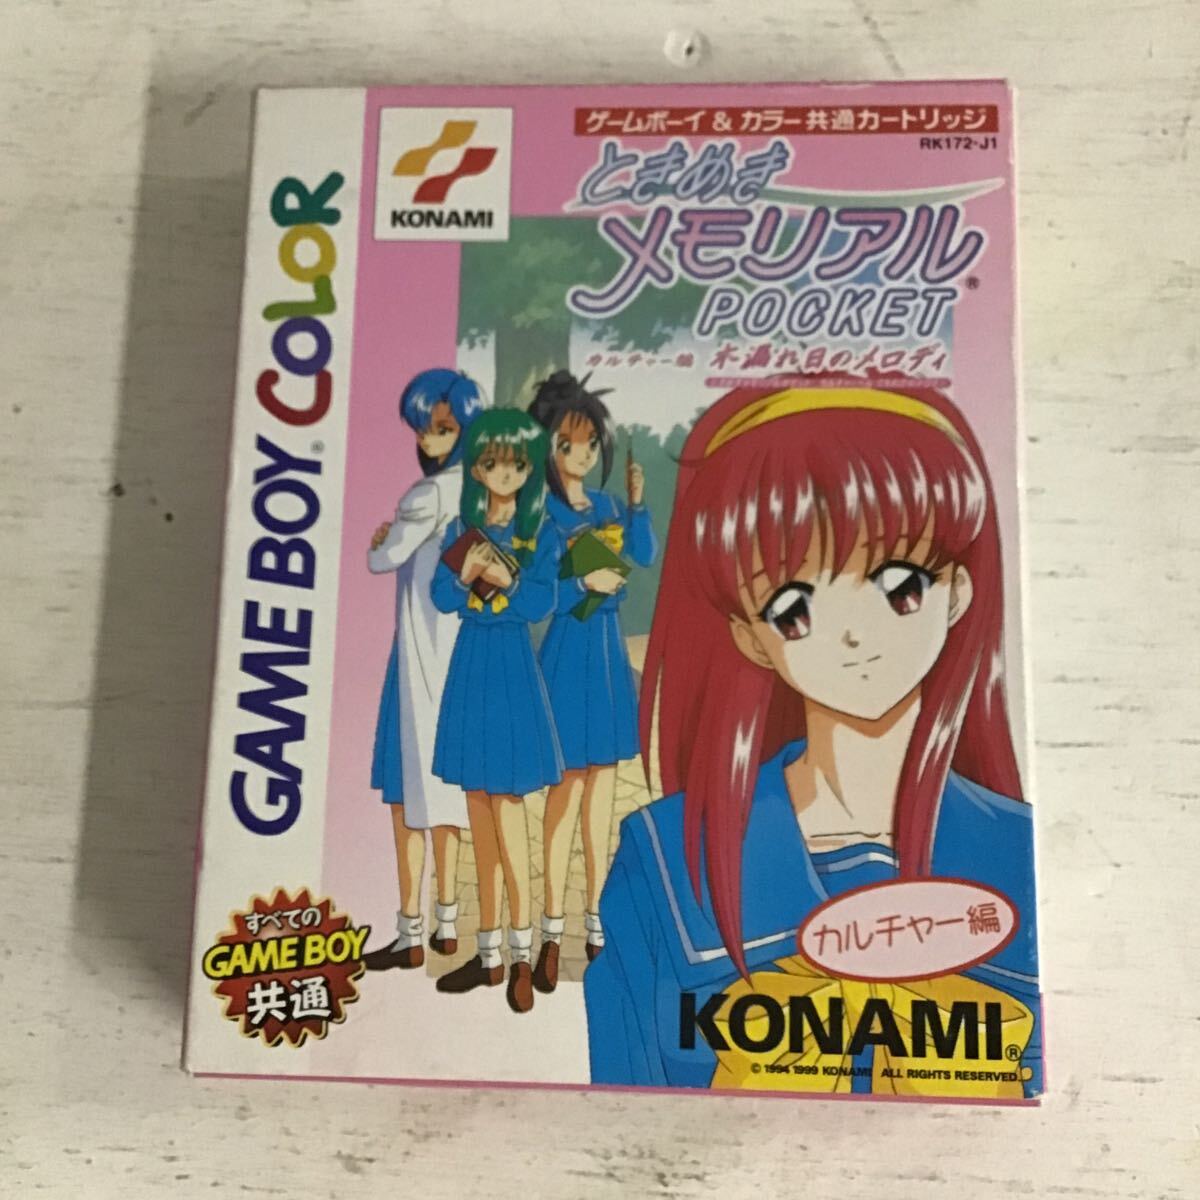 ゲームボーイ&カラー共通カートリッジ
RK172-J1
KONAMI
ときめき
メモリアル®
POCKET
カルチャー編 木漏れ日のメロディ
GAME BOY® COLOR
すべての
GAME BOY
共通
カルチャー編
KONAMI®
© 1994 1999 KONAMI ALL RIGHTS RESERVED.